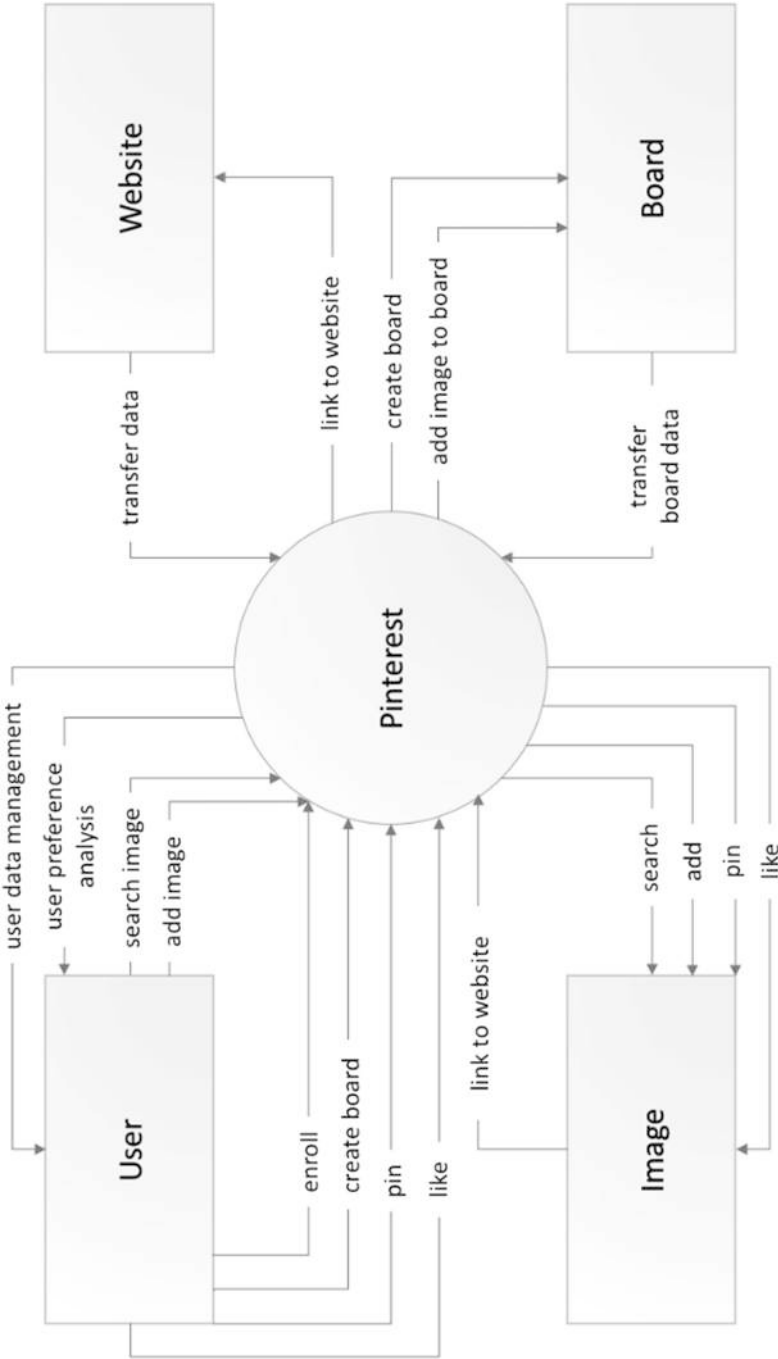 user data management
user preference
analysis
search image
add image
User
enroll
create board
pin
like
Website
transfer data
link to website
create board
add image to board
Pinterest
Board
transfer
board data
link to website
Image
search
add
pin
like